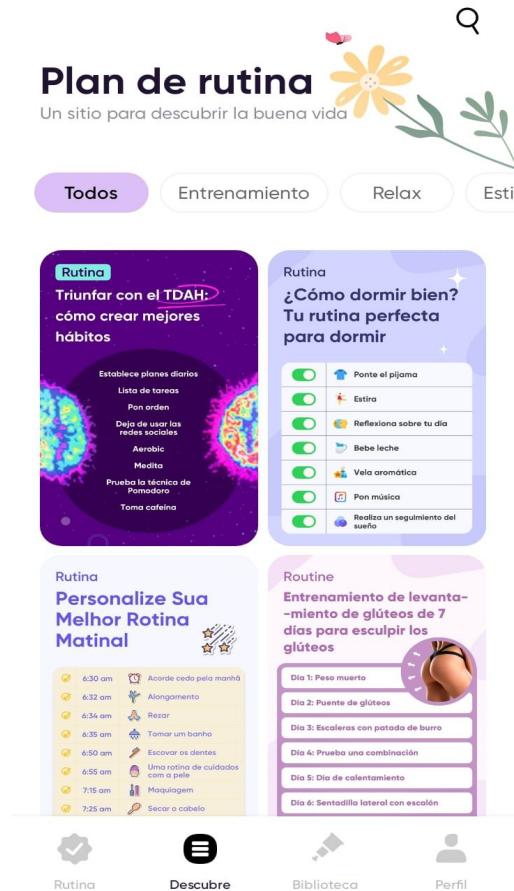 Plan de rutina
Un sitio para descubrir la buena vida
Todos
Entrenamiento
Relax
Esti
Rutina
Triunfar con el TDAH:
cómo crear mejores
hábitos
Establece planes diarios
Lista de tareas
Pon orden
Deja de usar las
redes sociales
Aerobic
Medita
Prueba la técnica de
Pomodoro
Toma cafeína
Rutina
¿Cómo dormir bien?
Tu rutina perfecta
para dormir
Ponte el pijama
Estira
Reflexiona sobre tu día
Bebe leche
Vela aromática
Pon música
Realiza un seguimiento del
sueño
Rutina
Personalize Sua
Melhor Rotina
Matinal
6:30 am Acorde cedo pela manhã
6:32 am Alongamento
6:34 am Rezar
6:35 am Tomar um banho
6:50 am Escovar os dentes
6:55 am Uma rotina de cuidados
com a pele
7:15 am Maquiagem
7:25 am Secar o cabelo
Routine
Entrenamiento de levanta-
-miento de glúteos de 7
días para esculpir los
glúteos
Día 1: Peso muerto
Día 2: Puente de glúteos
Día 3: Escaleras con patada de burro
Día 4: Prueba una combinación
Día 5: Día de calentamiento
Día 6: Sentadilla lateral con escalón
Rutina
Descubre
Biblioteca
Perfil